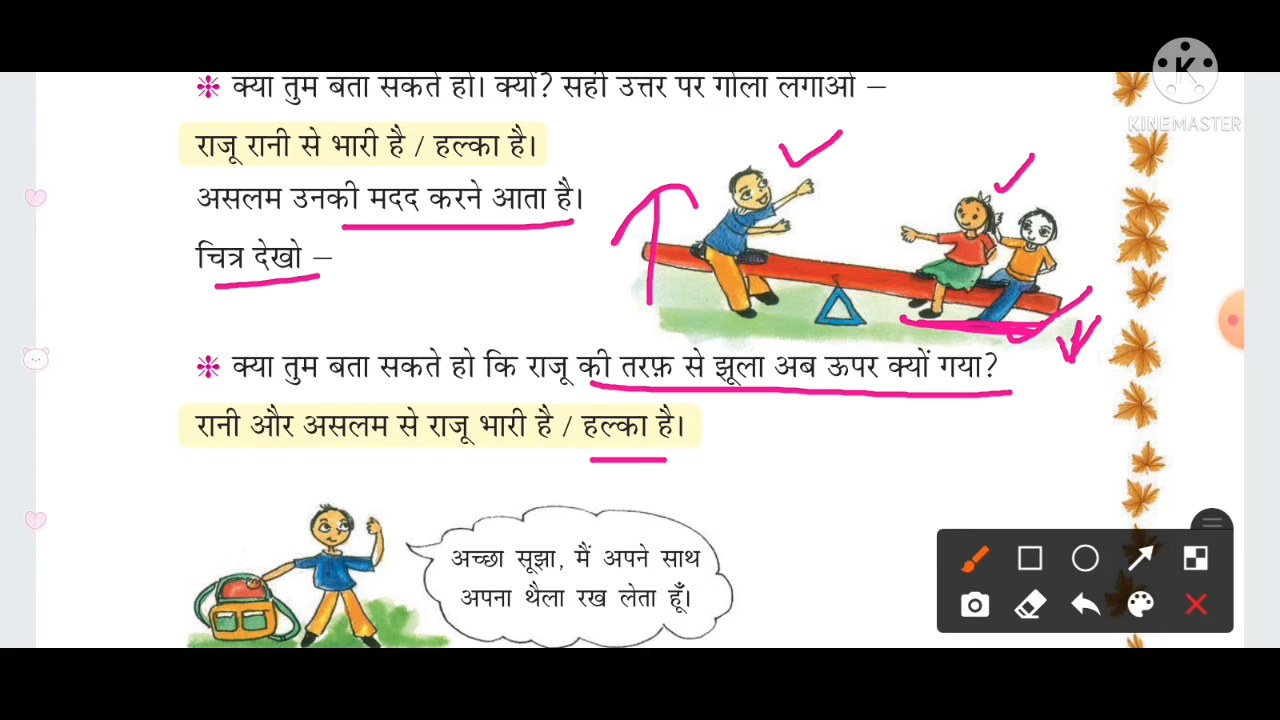 KINEMASTER
❉ क्या तुम बता सकते हो। क्यों? सही उत्तर पर गोला लगाओ –
राजू रानी से भारी है / हल्का है।
असलम उनकी मदद करने आता है।
चित्र देखो –
❉ क्या तुम बता सकते हो कि राजू की तरफ़ से झूला अब ऊपर क्यों गया?
रानी और असलम से राजू भारी है / हल्का है।
अच्छा सूझा, मैं अपने साथ
अपना थैला रख लेता हूँ।